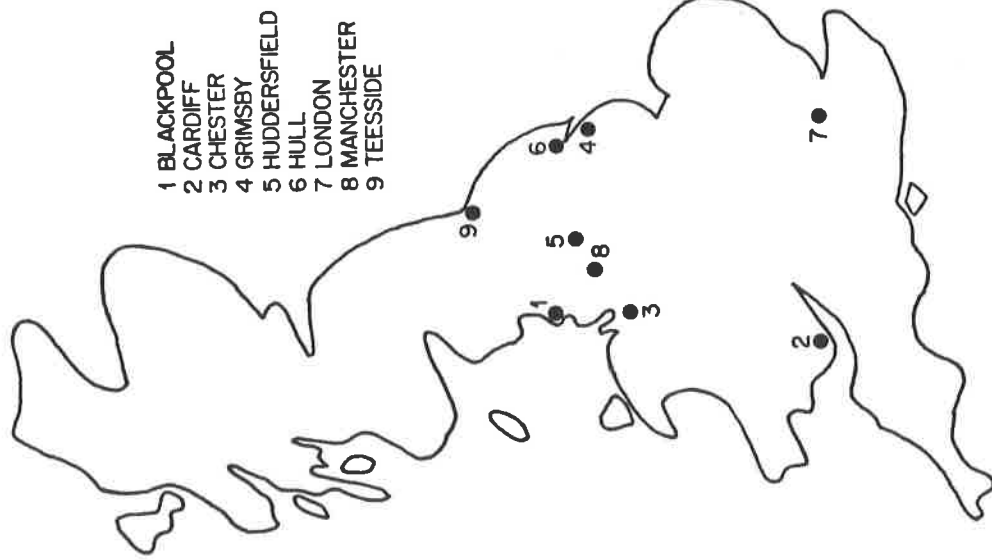 1 BLACKPOOL
2 CARDIFF
3 CHESTER
4 GRIMSBY
5 HUDDERSFIELD
6 HULL
7 LONDON
8 MANCHESTER
9 TEESSIDE
9
6
4
5
8
1
3
2
7